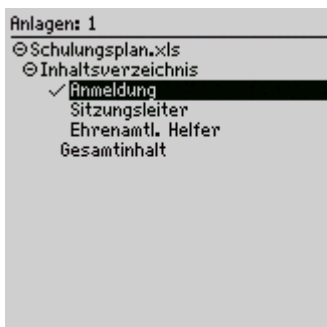 Anlagen: 1
Schulungsplan.xls
Inhaltsverzeichnis
Anmeldung
Sitzungsleiter
Ehrenamtl. Helfer
Gesamtinhalt